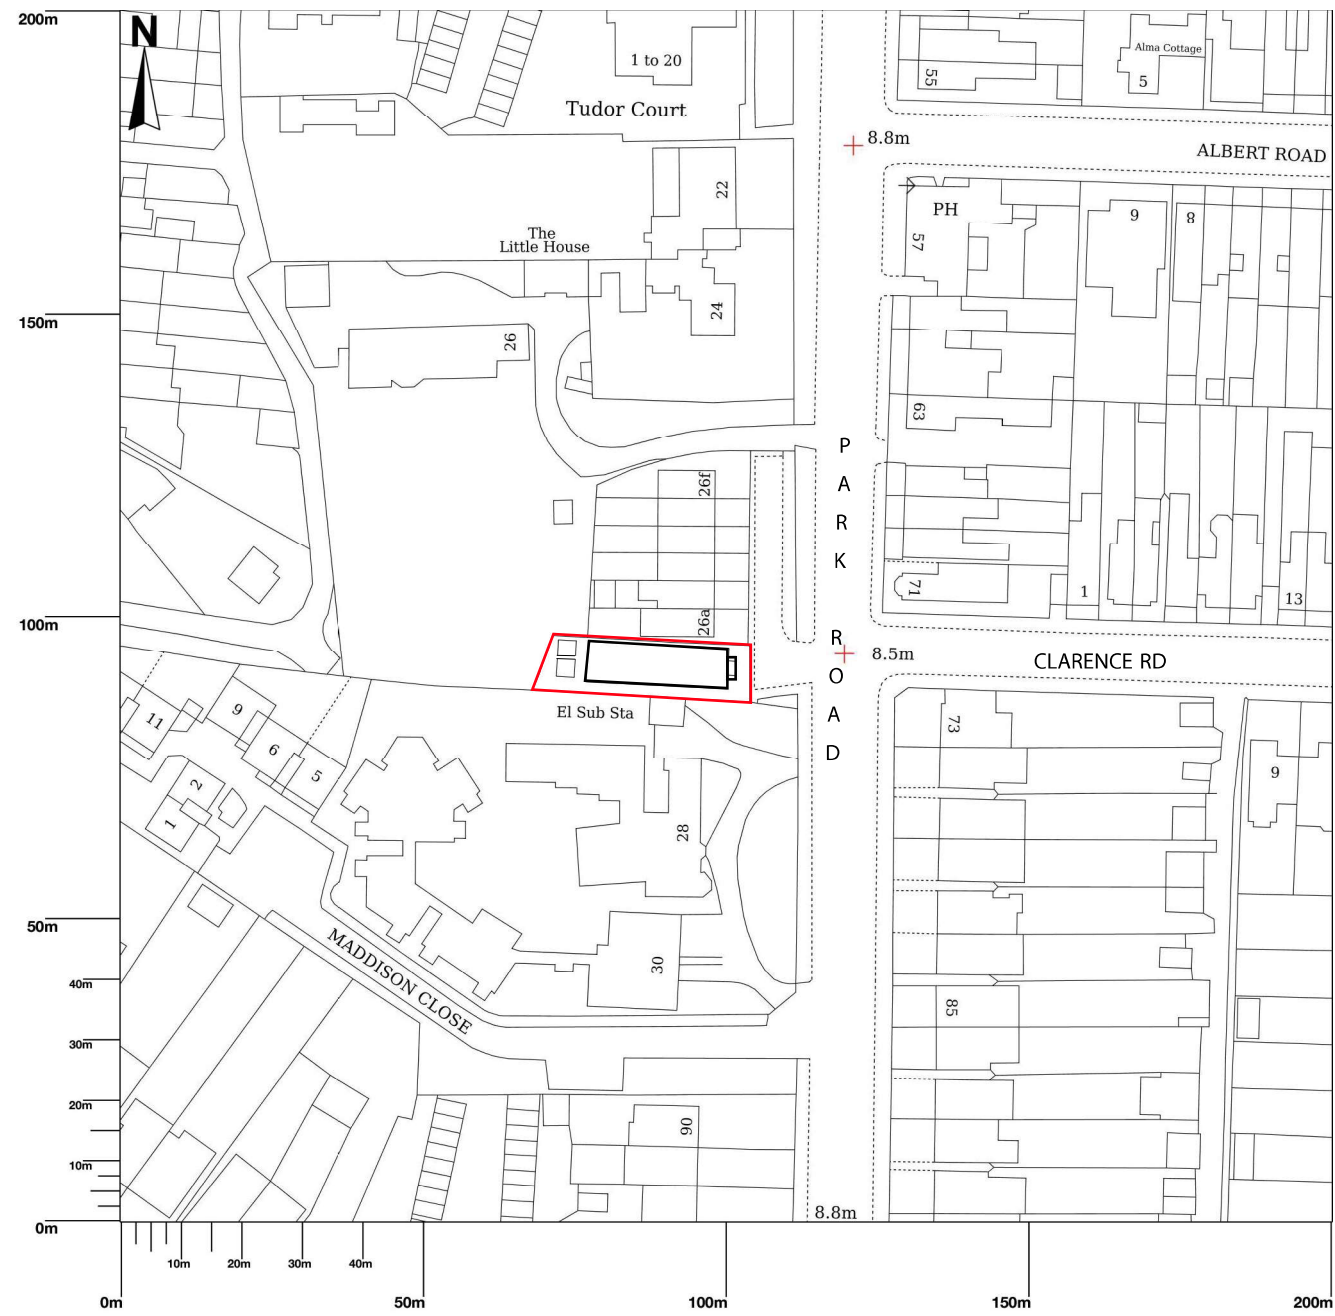 200m
N
1 to 20
Tudor Court
55
Alma Cottage
5
8.8m
ALBERT ROAD
22
PH
57
9
8
The
Little House
24
150m
26
63
P
A
R
K
R
O
A
D
26f
26a
71
1
13
100m
8.5m
CLARENCE RD
El Sub Sta
11
9
6
5
2
1
73
9
28
50m
MADDISON CLOSE
30
40m
85
30m
20m
90
10m
8.8m
0m
10m
20m
30m
40m
0m
50m
100m
150m
200m